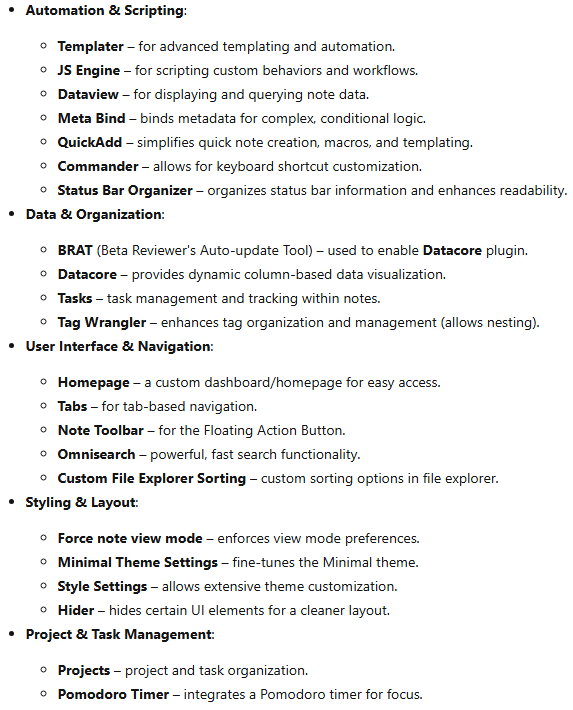 Automation & Scripting:
Templater – for advanced templating and automation.
JS Engine – for scripting custom behaviors and workflows.
Dataview – for displaying and querying note data.
Meta Bind – binds metadata for complex, conditional logic.
QuickAdd – simplifies quick note creation, macros, and templating.
Commander – allows for keyboard shortcut customization.
Status Bar Organizer – organizes status bar information and enhances readability.
Data & Organization:
BRAT (Beta Reviewer's Auto-update Tool) – used to enable Datacore plugin.
Datacore – provides dynamic column-based data visualization.
Tasks – task management and tracking within notes.
Tag Wrangler – enhances tag organization and management (allows nesting).
User Interface & Navigation:
Homepage – a custom dashboard/homepage for easy access.
Tabs – for tab-based navigation.
Note Toolbar – for the Floating Action Button.
Omnisearch – powerful, fast search functionality.
Custom File Explorer Sorting – custom sorting options in file explorer.
Styling & Layout:
Force note view mode – enforces view mode preferences.
Minimal Theme Settings – fine-tunes the Minimal theme.
Style Settings – allows extensive theme customization.
Hider – hides certain UI elements for a cleaner layout.
Project & Task Management:
Projects – project and task organization.
Pomodoro Timer – integrates a Pomodoro timer for focus.